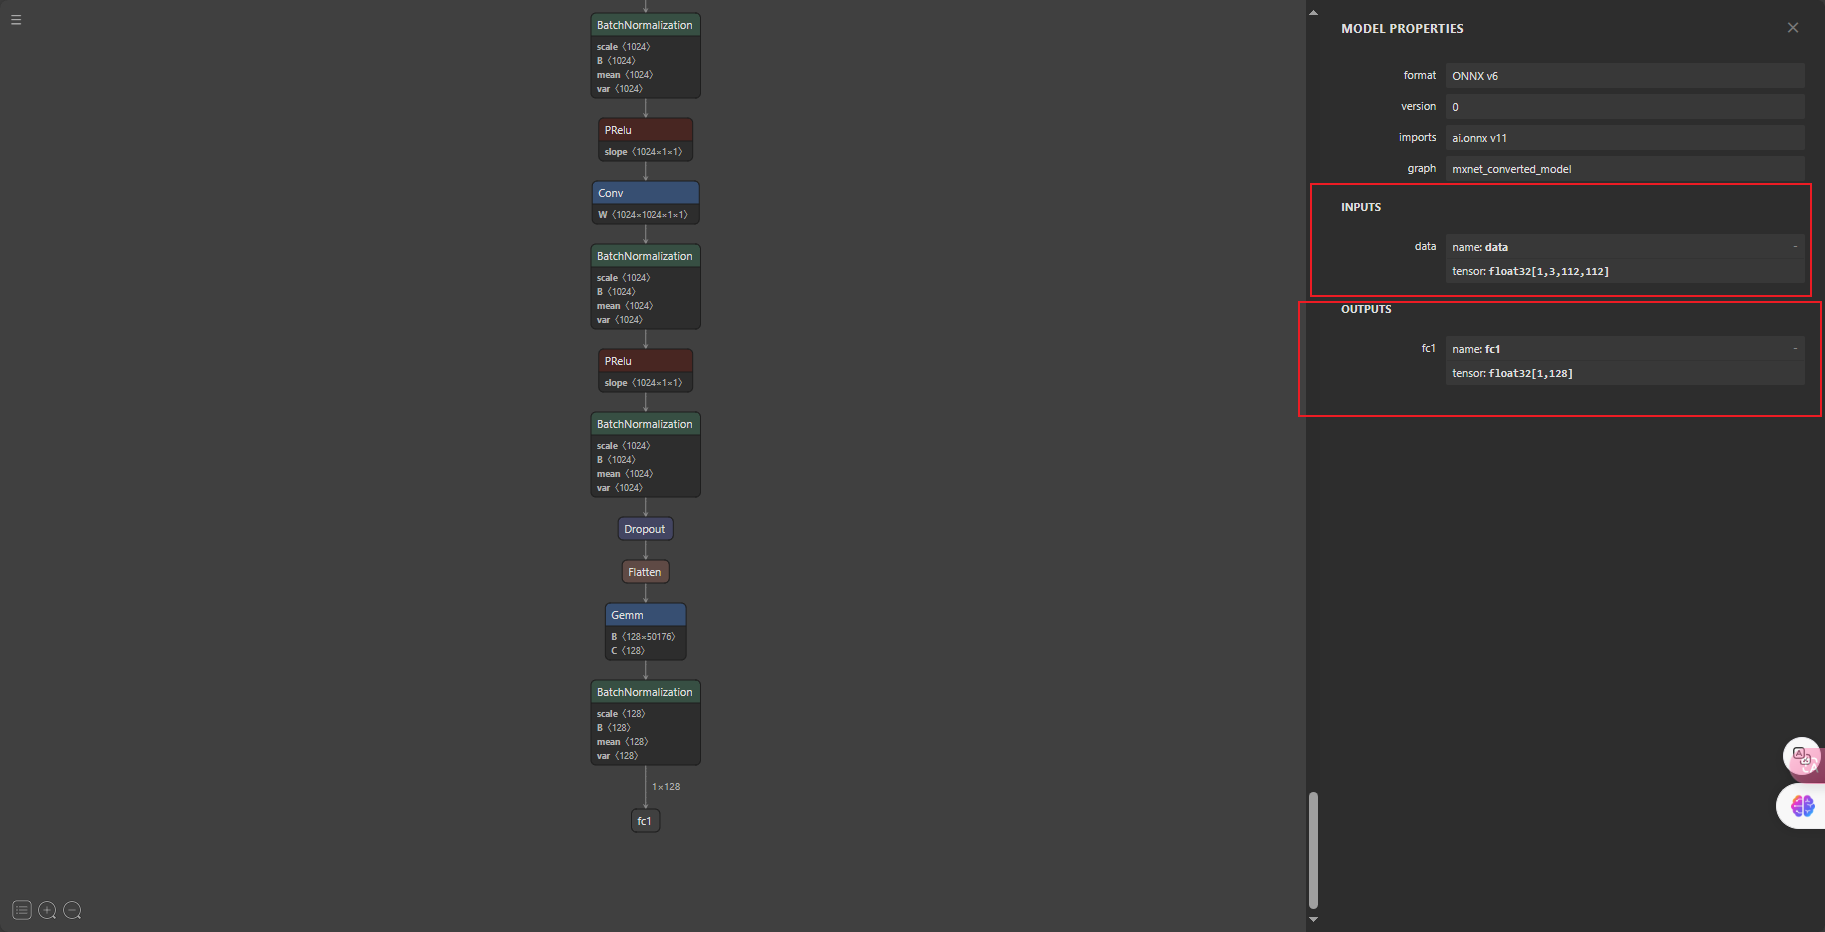 BatchNormalization
scale 〈1024〉
B 〈1024〉
mean 〈1024〉
var 〈1024〉
PRelu
slope 〈1024×1×1〉
Conv
W 〈1024×1024×1×1〉
BatchNormalization
scale 〈1024〉
B 〈1024〉
mean 〈1024〉
var 〈1024〉
PRelu
slope 〈1024×1×1〉
BatchNormalization
scale 〈1024〉
B 〈1024〉
mean 〈1024〉
var 〈1024〉
Dropout
Flatten
Gemm
B 〈128×50176〉
C 〈128〉
BatchNormalization
scale 〈128〉
B 〈128〉
mean 〈128〉
var 〈128〉
1×128
fc1
MODEL PROPERTIES
format ONNX v6
version 0
imports ai.onnx v11
graph mxnet_converted_model
INPUTS
data name: data -
tensor: float32[1,3,112,112]
OUTPUTS
fc1 name: fc1 -
tensor: float32[1,128]